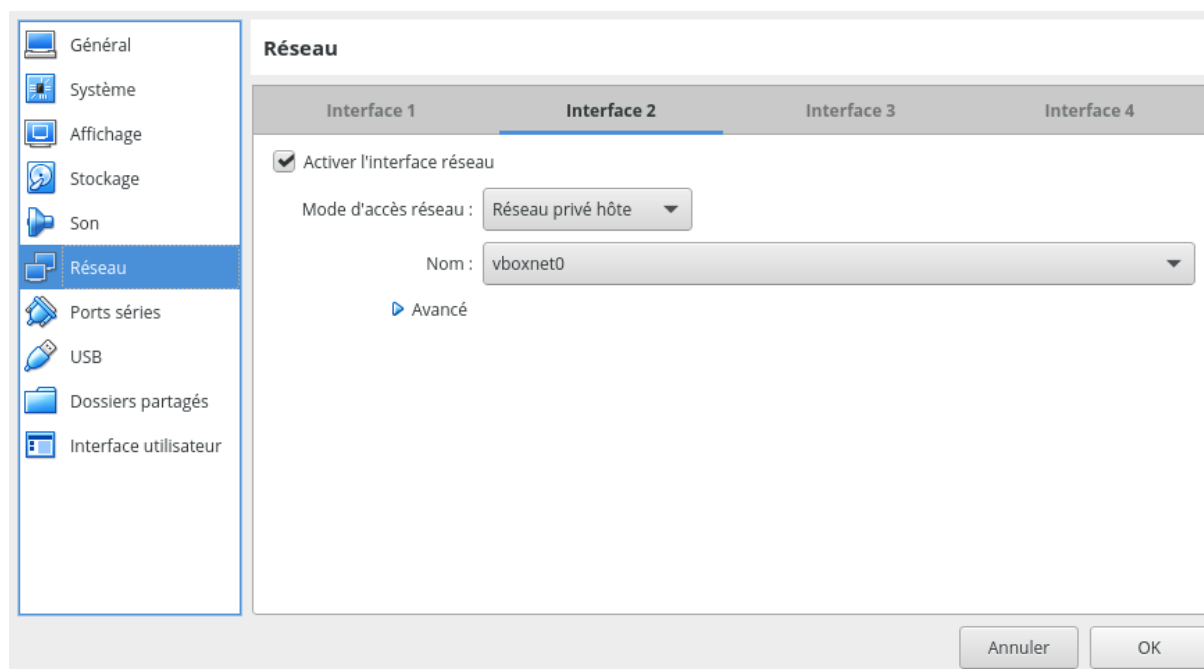 Général
Système
Affichage
Stockage
Son
Réseau
Ports séries
USB
Dossiers partagés
Interface utilisateur
Réseau
Interface 1 Interface 2 Interface 3 Interface 4
Activer l'interface réseau
Mode d'accès réseau : Réseau privé hôte
Nom : vboxnet0
Avancé
Annuler OK